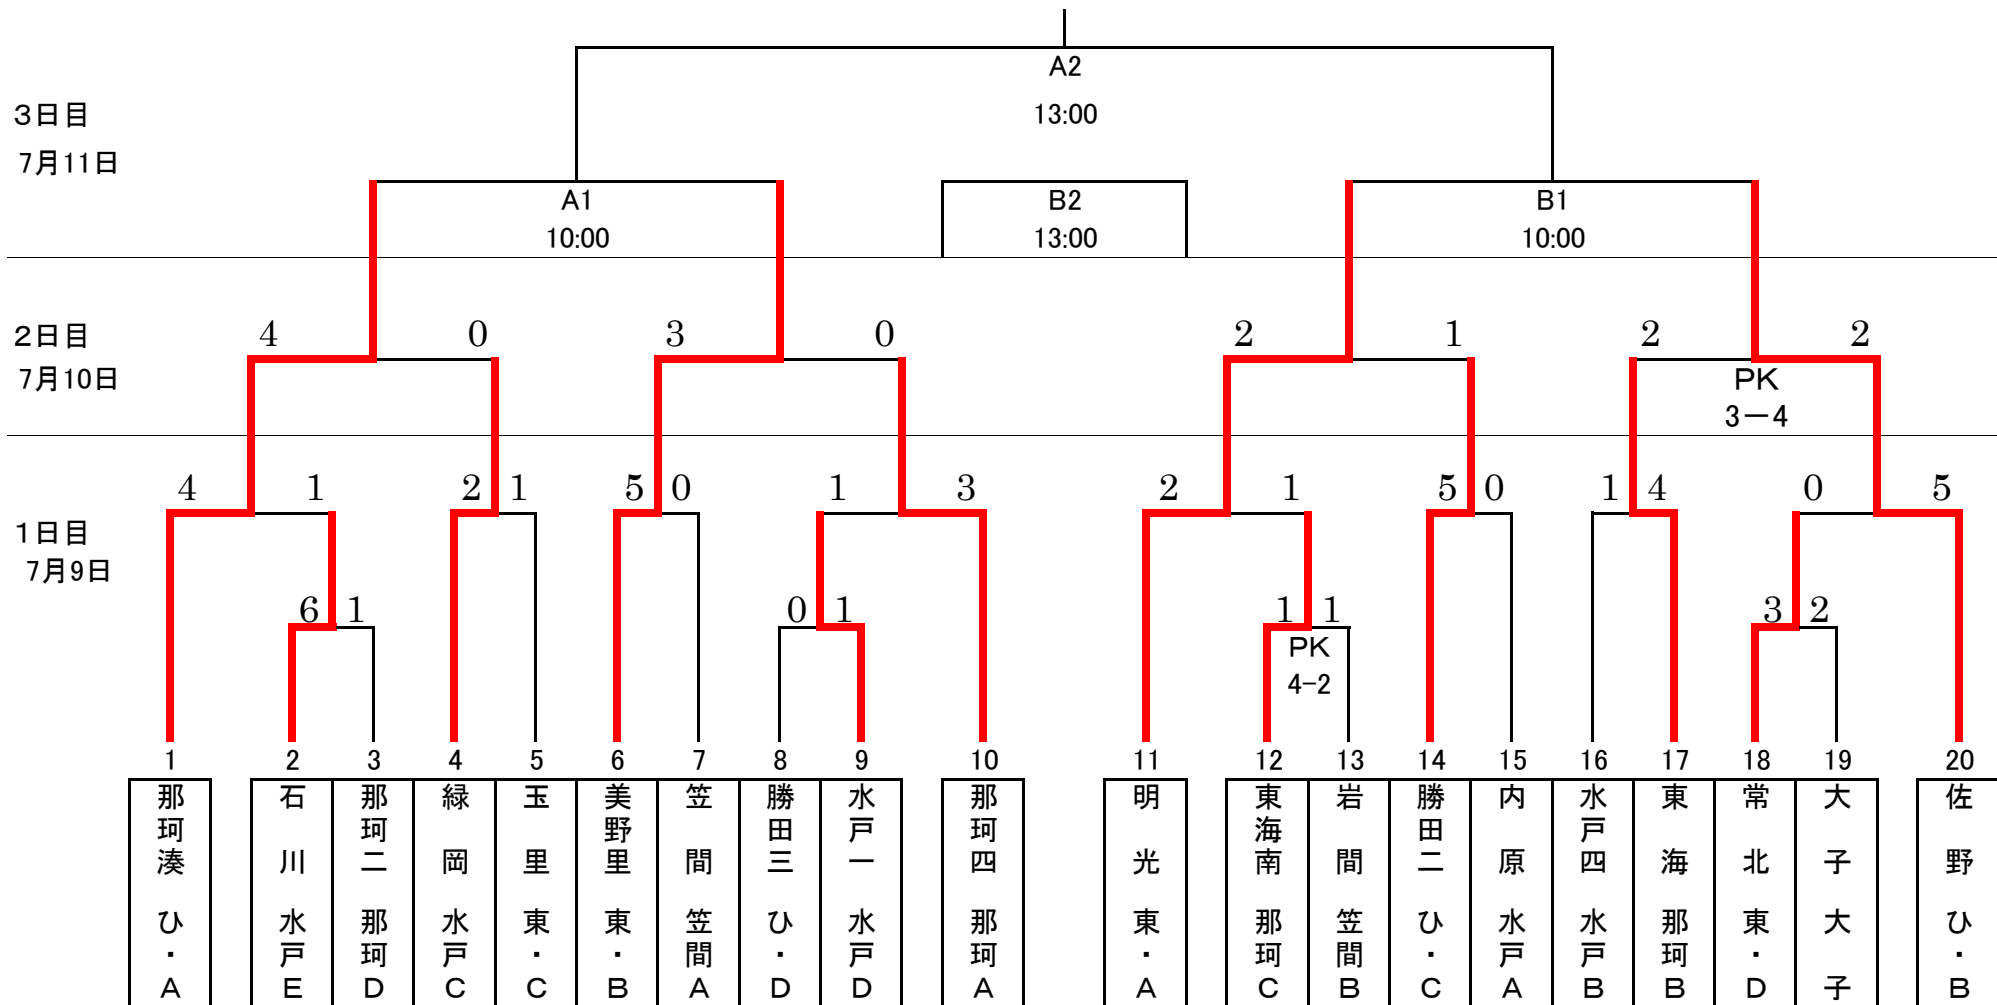 A2
13:00
3日目
7月11日
A1
10:00
B2
13:00
B1
10:00
2日目
7月10日
4 0 3 0 2 1 2 2
PK
3−4
4 1 2 1 5 0 1 3 2 1 5 0 1 4 0 5
1日目
7月9日
6 1 0 1 1 1 3 2
PK
4-2
1 2 3 4 5 6 7 8 9 10 11 12 13 14 15 16 17 18 19 20
那珂湊 ひ・A
石川 水戸E
那珂二 那珂D
緑岡 水戸C
玉里 東・C
美野里 東・B
笠間 笠間A
勝田三 ひ・D
水戸一 水戸D
那珂四 那珂A
明光 東・A
東海南 那珂C
岩間 笠間B
勝田二 ひ・C
内原 水戸A
水戸四 水戸B
東海 那珂B
常北 東・D
大子 大子
佐野 ひ・B